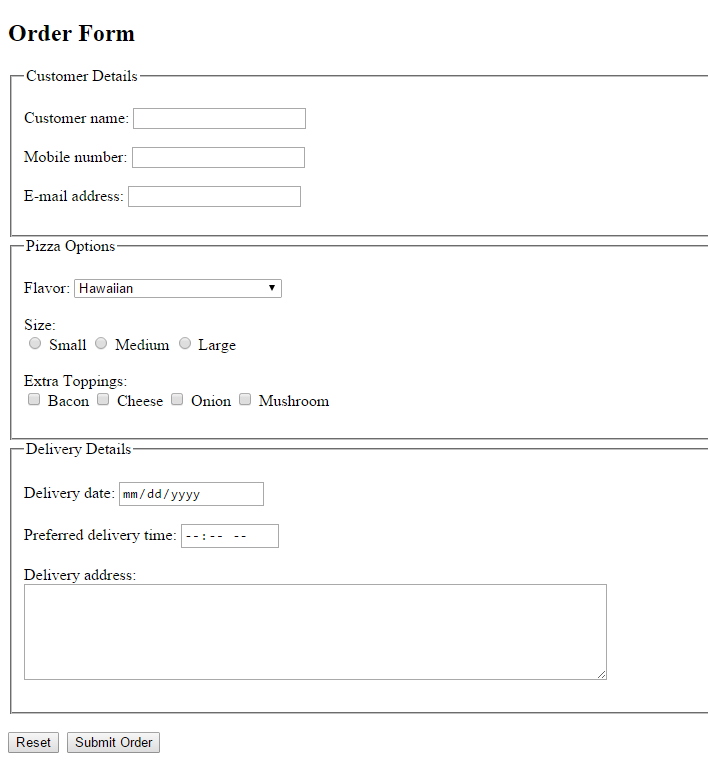 Order Form
Customer Details
Customer name:
Mobile number:
E-mail address:
Pizza Options
Flavor: Hawaiian
Size:
Small Medium Large
Extra Toppings:
Bacon Cheese Onion Mushroom
Delivery Details
Delivery date: mm/dd/yyyy
Preferred delivery time: --:-- --
Delivery address:
Reset Submit Order